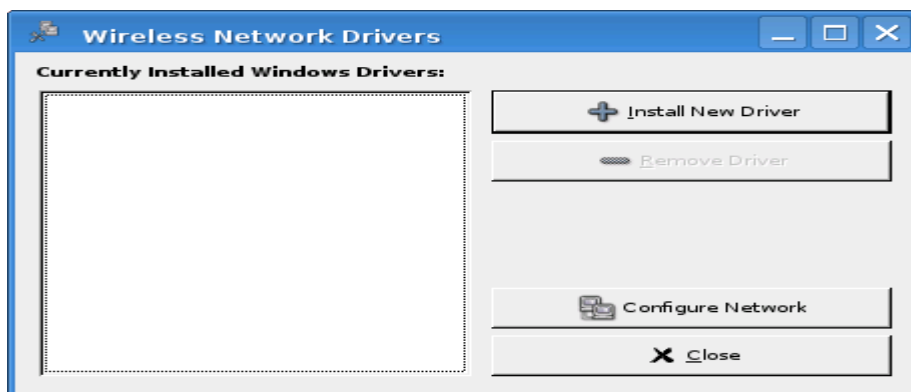 Wireless Network Drivers
Currently Installed Windows Drivers:
Install New Driver
Remove Driver
Configure Network
Close